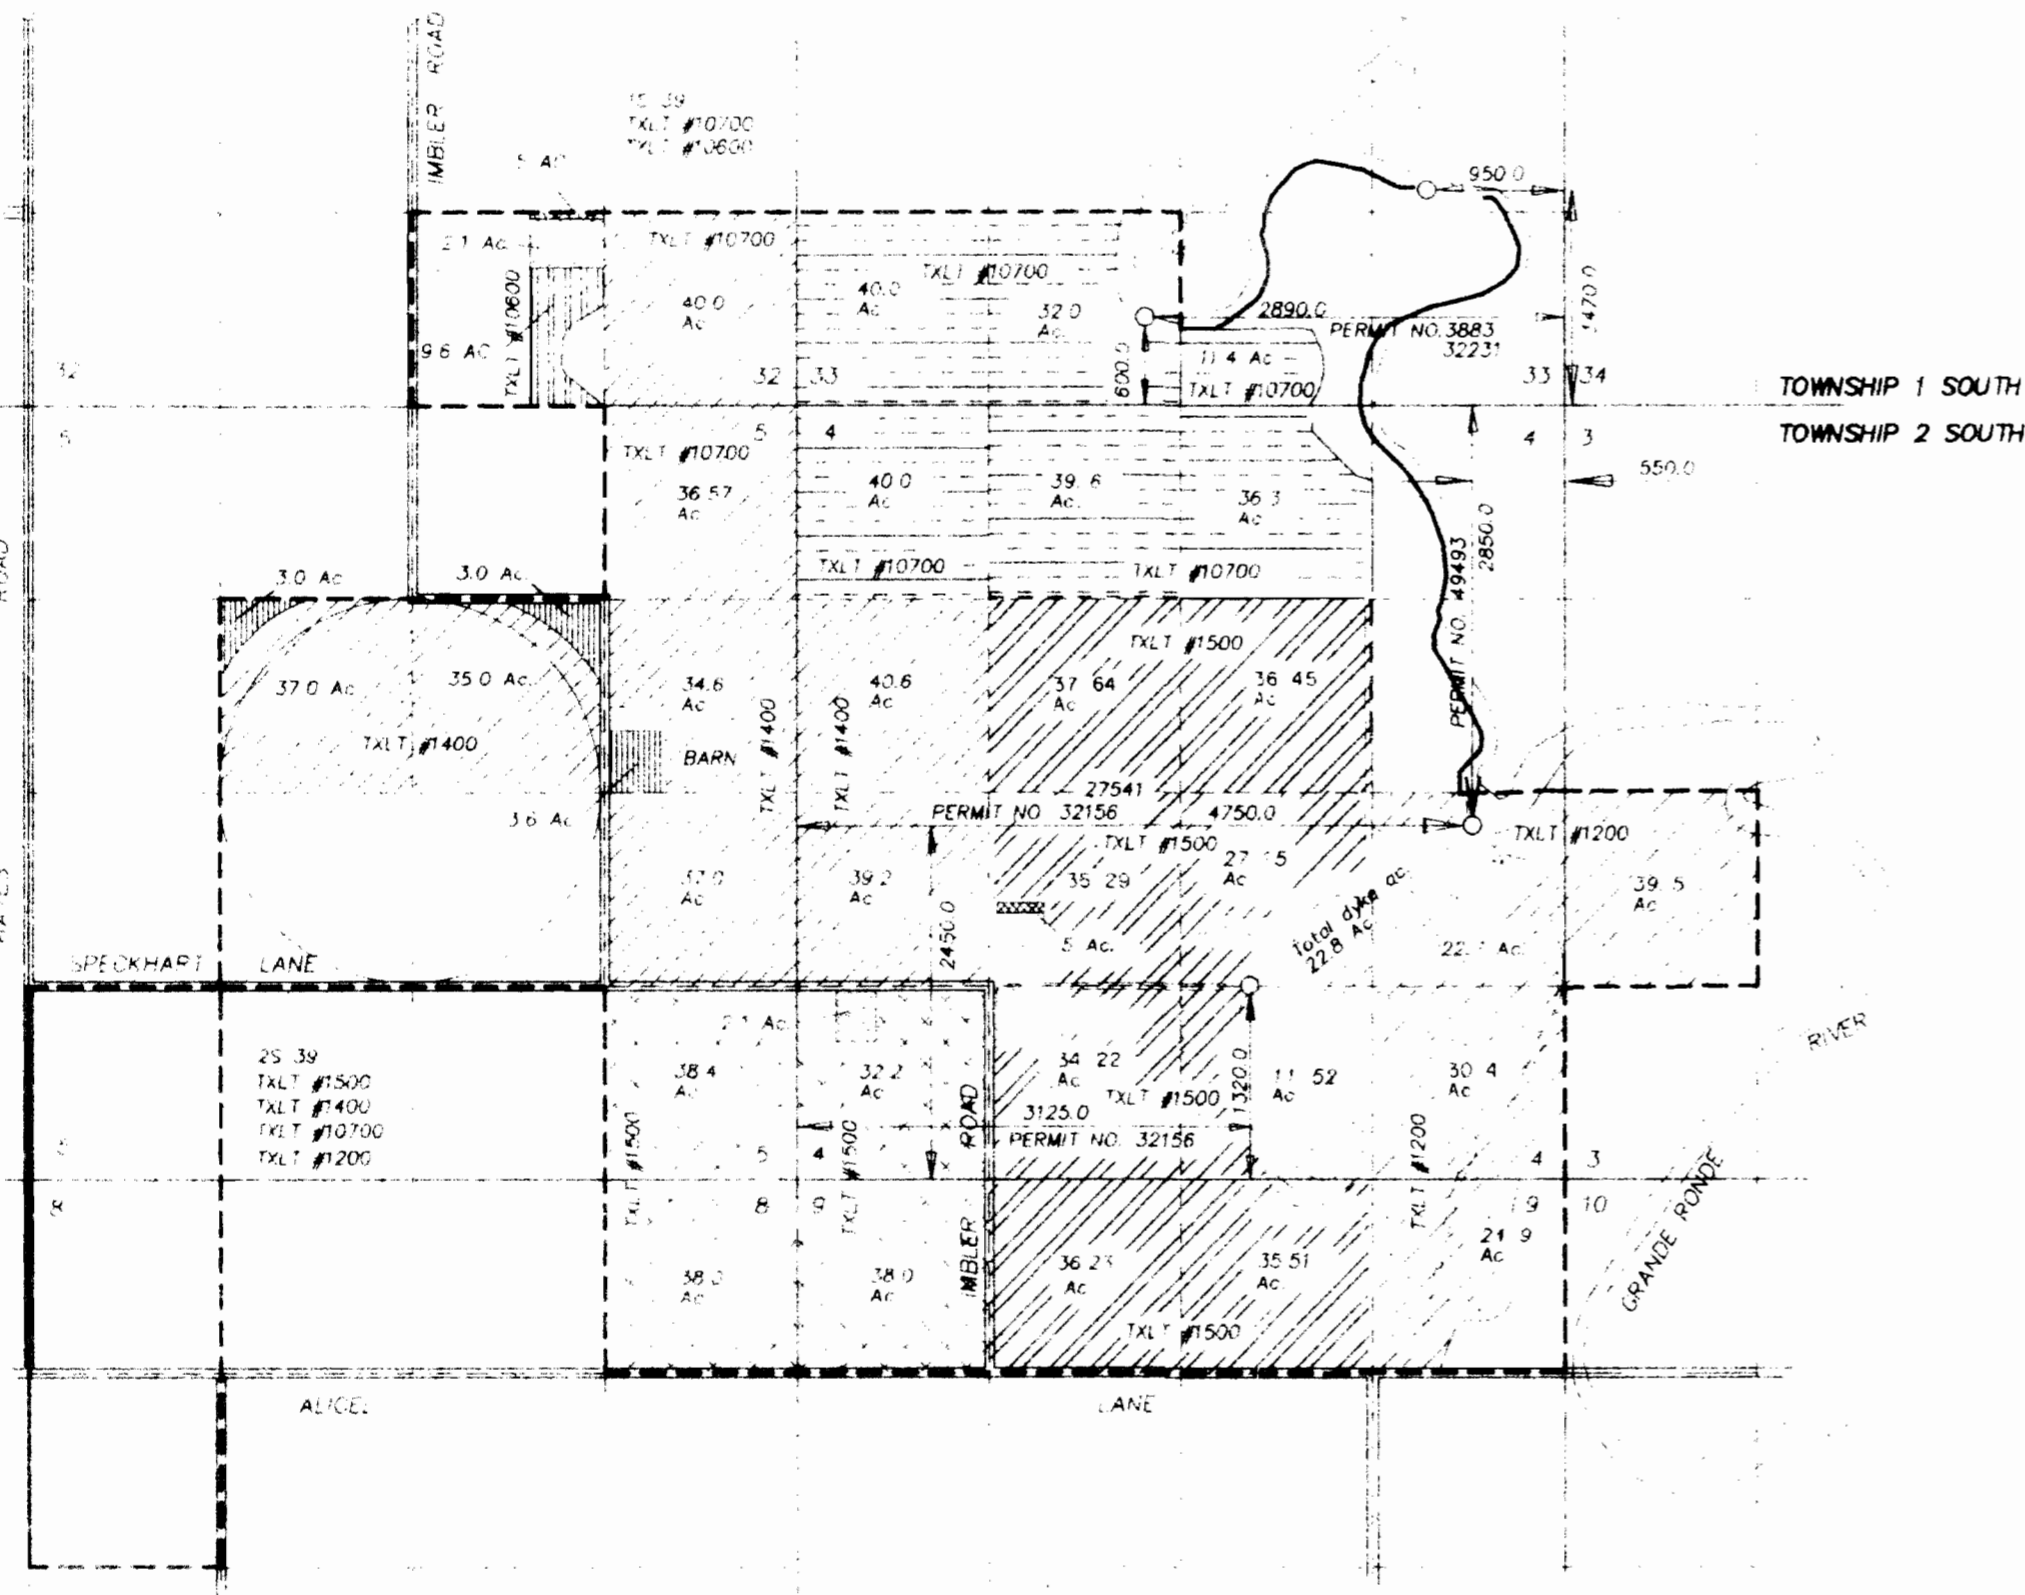 IMBLER ROAD
TXLT #10700
TXLT #10600
950.0
2.1 Ac
TXLT #10700
TXLT #10700
TXLT #10600
40.0
Ac
40.0
Ac
32.0
Ac.
2890.0
1470.0
PERMIT NO. 3883
32231
9.6 AC
11.4 Ac
600.0
TXLT #10700
32
32
33
33
34
TOWNSHIP 1 SOUTH
TOWNSHIP 2 SOUTH
5
4
4
3
TXLT #10700
550.0
36.57
Ac
40.0
Ac
39.6
Ac.
36.3
Ac
2850.0
PERMIT NO. 49493
TXLT #10700
TXLT #10700
3.0 Ac
3.0 Ac.
ROAD
TXLT #1500
37.0 Ac
35.0 Ac.
34.6
Ac
40.6
Ac
37.64
Ac
36.45
Ac
TXLT #1400
TXLT #1400
TXLT #1400
BARN
27541
PERMIT NO 32156
4750.0
3.6 Ac
TXLT #1500
TXLT #1200
37.0
Ac
39.2
Ac
35.29
Ac
39.5
Ac
2450.0
Total dyke ac.
22.8 Ac
5 Ac.
SPECKHART LANE
RIVER
2S 39
TXLT #1500
TXLT #1400
TXLT #10700
TXLT #1200
38.4
Ac
32.2
Ac
34.22
Ac
1320.0
11.52
Ac
30.4
Ac
TXLT #1500
3125.0
PERMIT NO. 32156
TXLT #1500
TXLT #1500
IMBLER ROAD
TXLT #1200
5
4
4
3
8
8
9
9
10
GRANDE RONDE
38.0
Ac
38.0
Ac
36.23
Ac
35.51
Ac.
21.9
Ac
TXLT #1500
ALICEL LANE